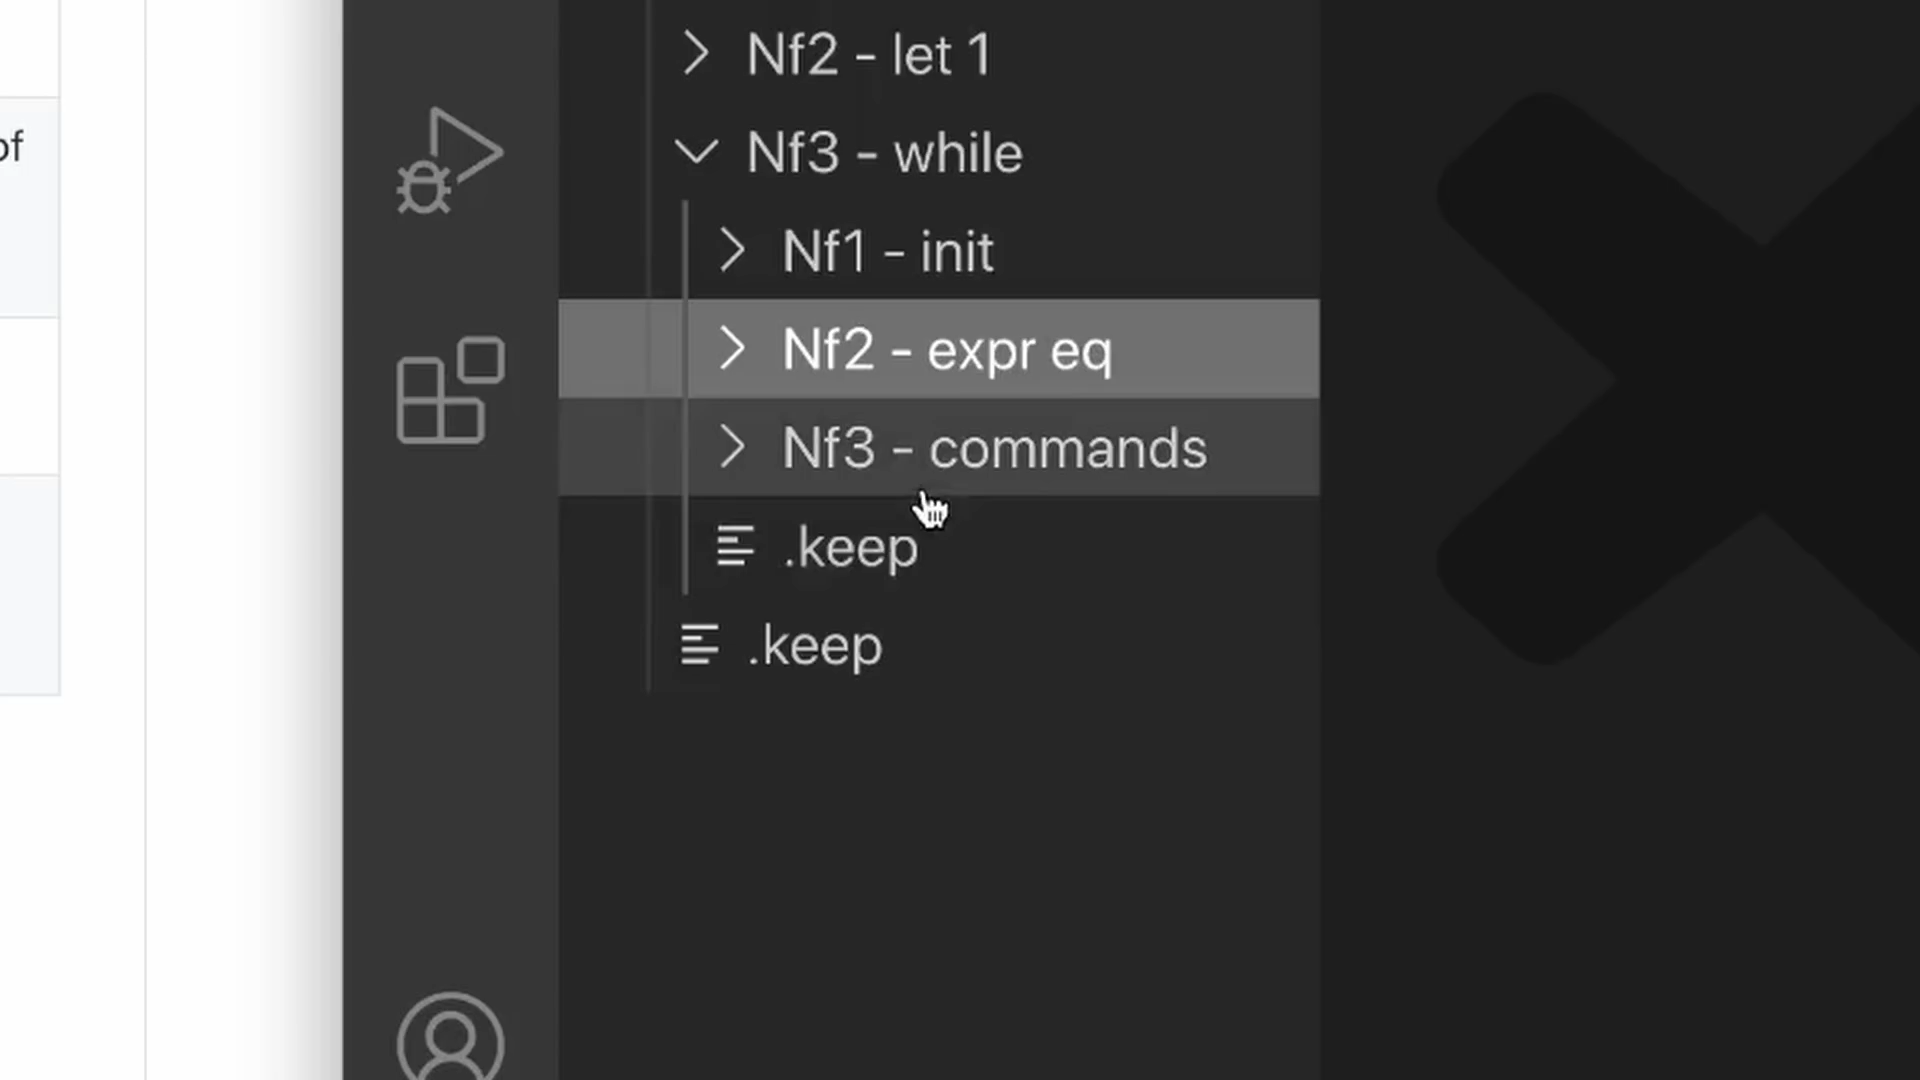 of
Nf2 - let 1
Nf3 - while
Nf1 - init
Nf2 - expr eq
Nf3 - commands
.keep
.keep